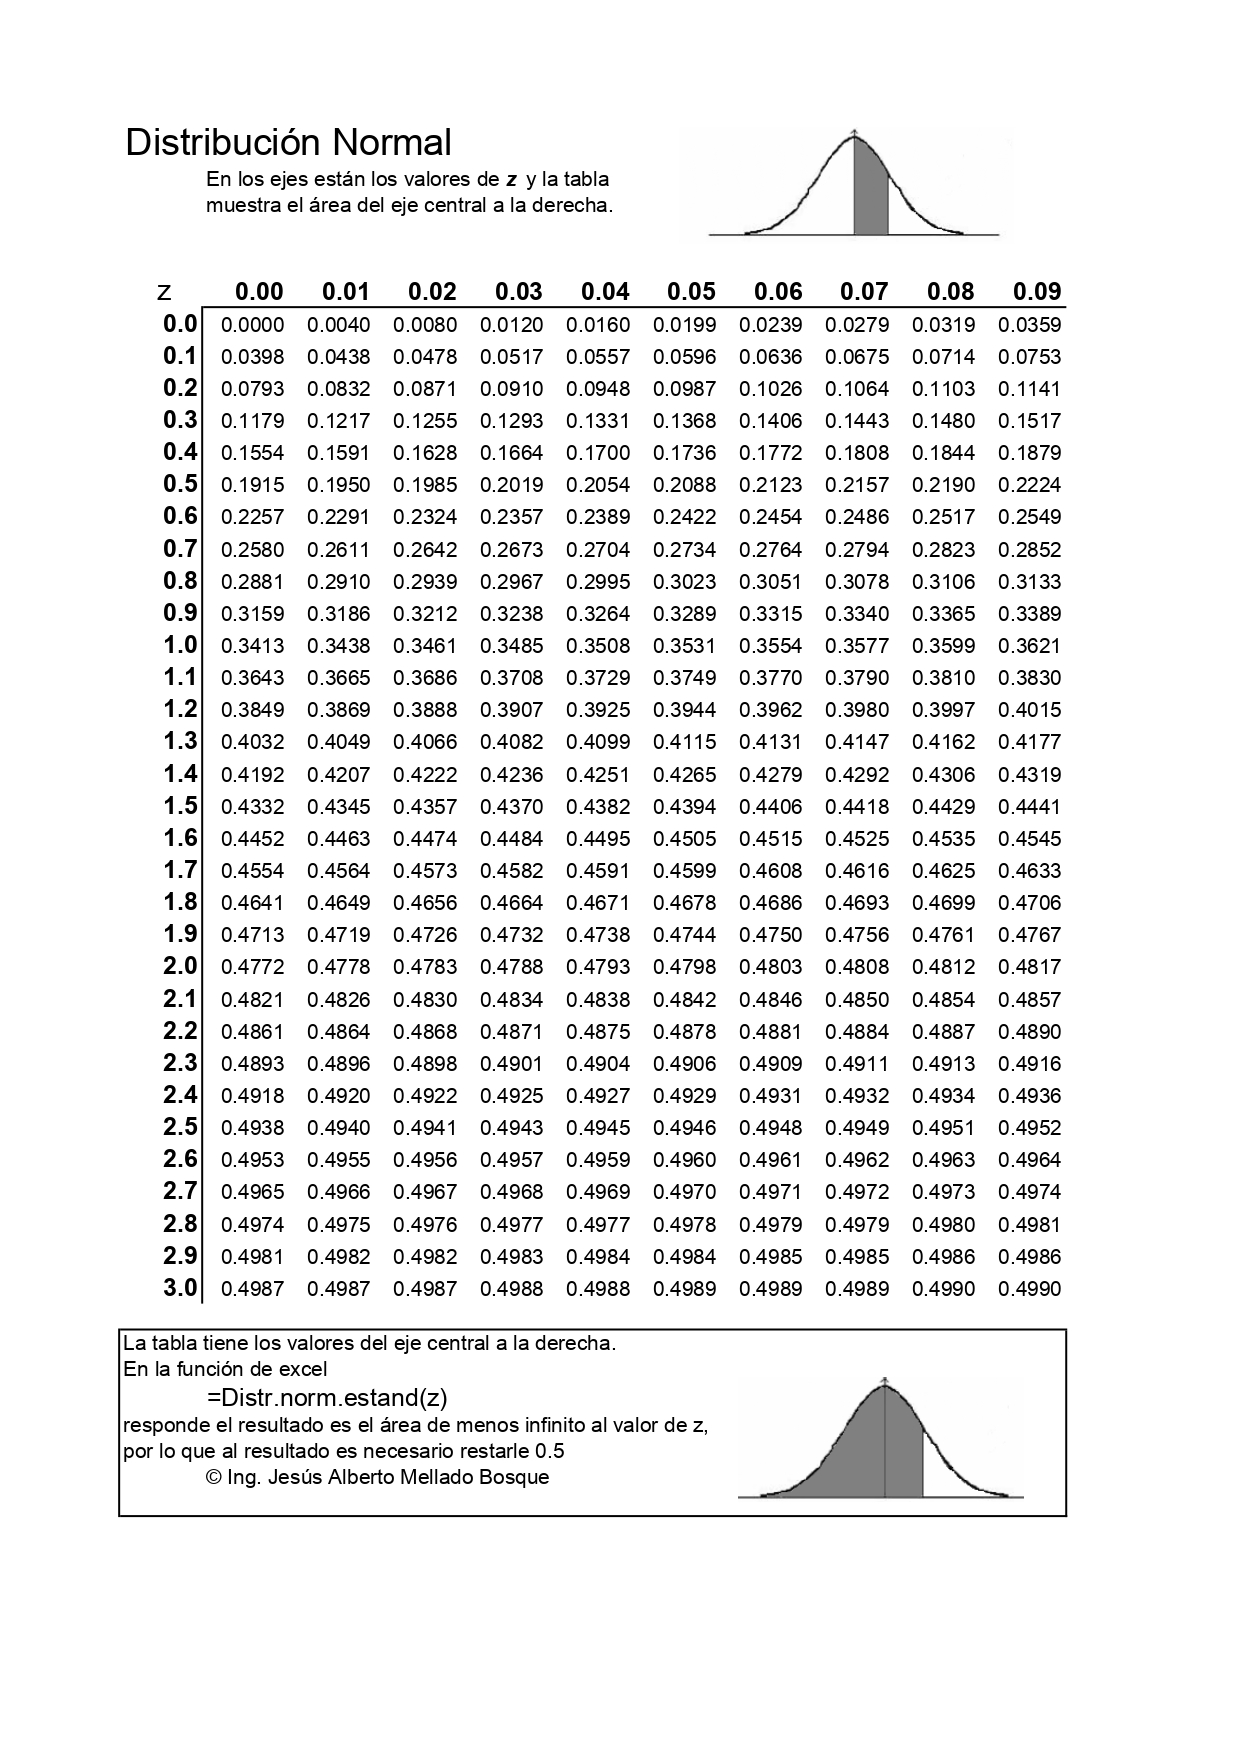 Distribución Normal
En los ejes están los valores de z y la tabla
muestra el área del eje central a la derecha.
z 0.00 0.01 0.02 0.03 0.04 0.05 0.06 0.07 0.08 0.09
0.0 0.0000 0.0040 0.0080 0.0120 0.0160 0.0199 0.0239 0.0279 0.0319 0.0359
0.1 0.0398 0.0438 0.0478 0.0517 0.0557 0.0596 0.0636 0.0675 0.0714 0.0753
0.2 0.0793 0.0832 0.0871 0.0910 0.0948 0.0987 0.1026 0.1064 0.1103 0.1141
0.3 0.1179 0.1217 0.1255 0.1293 0.1331 0.1368 0.1406 0.1443 0.1480 0.1517
0.4 0.1554 0.1591 0.1628 0.1664 0.1700 0.1736 0.1772 0.1808 0.1844 0.1879
0.5 0.1915 0.1950 0.1985 0.2019 0.2054 0.2088 0.2123 0.2157 0.2190 0.2224
0.6 0.2257 0.2291 0.2324 0.2357 0.2389 0.2422 0.2454 0.2486 0.2517 0.2549
0.7 0.2580 0.2611 0.2642 0.2673 0.2704 0.2734 0.2764 0.2794 0.2823 0.2852
0.8 0.2881 0.2910 0.2939 0.2967 0.2995 0.3023 0.3051 0.3078 0.3106 0.3133
0.9 0.3159 0.3186 0.3212 0.3238 0.3264 0.3289 0.3315 0.3340 0.3365 0.3389
1.0 0.3413 0.3438 0.3461 0.3485 0.3508 0.3531 0.3554 0.3577 0.3599 0.3621
1.1 0.3643 0.3665 0.3686 0.3708 0.3729 0.3749 0.3770 0.3790 0.3810 0.3830
1.2 0.3849 0.3869 0.3888 0.3907 0.3925 0.3944 0.3962 0.3980 0.3997 0.4015
1.3 0.4032 0.4049 0.4066 0.4082 0.4099 0.4115 0.4131 0.4147 0.4162 0.4177
1.4 0.4192 0.4207 0.4222 0.4236 0.4251 0.4265 0.4279 0.4292 0.4306 0.4319
1.5 0.4332 0.4345 0.4357 0.4370 0.4382 0.4394 0.4406 0.4418 0.4429 0.4441
1.6 0.4452 0.4463 0.4474 0.4484 0.4495 0.4505 0.4515 0.4525 0.4535 0.4545
1.7 0.4554 0.4564 0.4573 0.4582 0.4591 0.4599 0.4608 0.4616 0.4625 0.4633
1.8 0.4641 0.4649 0.4656 0.4664 0.4671 0.4678 0.4686 0.4693 0.4699 0.4706
1.9 0.4713 0.4719 0.4726 0.4732 0.4738 0.4744 0.4750 0.4756 0.4761 0.4767
2.0 0.4772 0.4778 0.4783 0.4788 0.4793 0.4798 0.4803 0.4808 0.4812 0.4817
2.1 0.4821 0.4826 0.4830 0.4834 0.4838 0.4842 0.4846 0.4850 0.4854 0.4857
2.2 0.4861 0.4864 0.4868 0.4871 0.4875 0.4878 0.4881 0.4884 0.4887 0.4890
2.3 0.4893 0.4896 0.4898 0.4901 0.4904 0.4906 0.4909 0.4911 0.4913 0.4916
2.4 0.4918 0.4920 0.4922 0.4925 0.4927 0.4929 0.4931 0.4932 0.4934 0.4936
2.5 0.4938 0.4940 0.4941 0.4943 0.4945 0.4946 0.4948 0.4949 0.4951 0.4952
2.6 0.4953 0.4955 0.4956 0.4957 0.4959 0.4960 0.4961 0.4962 0.4963 0.4964
2.7 0.4965 0.4966 0.4967 0.4968 0.4969 0.4970 0.4971 0.4972 0.4973 0.4974
2.8 0.4974 0.4975 0.4976 0.4977 0.4977 0.4978 0.4979 0.4979 0.4980 0.4981
2.9 0.4981 0.4982 0.4982 0.4983 0.4984 0.4984 0.4985 0.4985 0.4986 0.4986
3.0 0.4987 0.4987 0.4987 0.4988 0.4988 0.4989 0.4989 0.4989 0.4990 0.4990
La tabla tiene los valores del eje central a la derecha.
En la función de excel
=Distr.norm.estand(z)
responde el resultado es el área de menos infinito al valor de z,
por lo que al resultado es necesario restarle 0.5
© Ing. Jesús Alberto Mellado Bosque